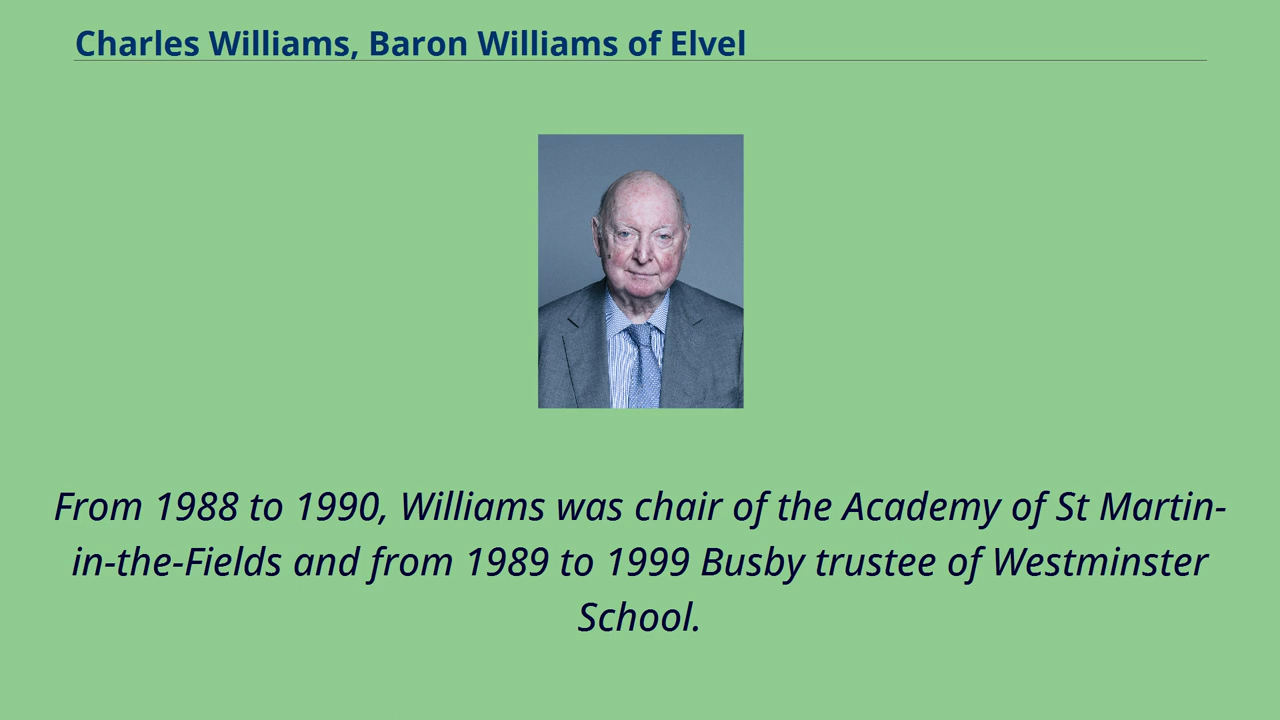 Charles Williams, Baron Williams of Elvel
From 1988 to 1990, Williams was chair of the Academy of St Martin-
in-the-Fields and from 1989 to 1999 Busby trustee of Westminster
School.